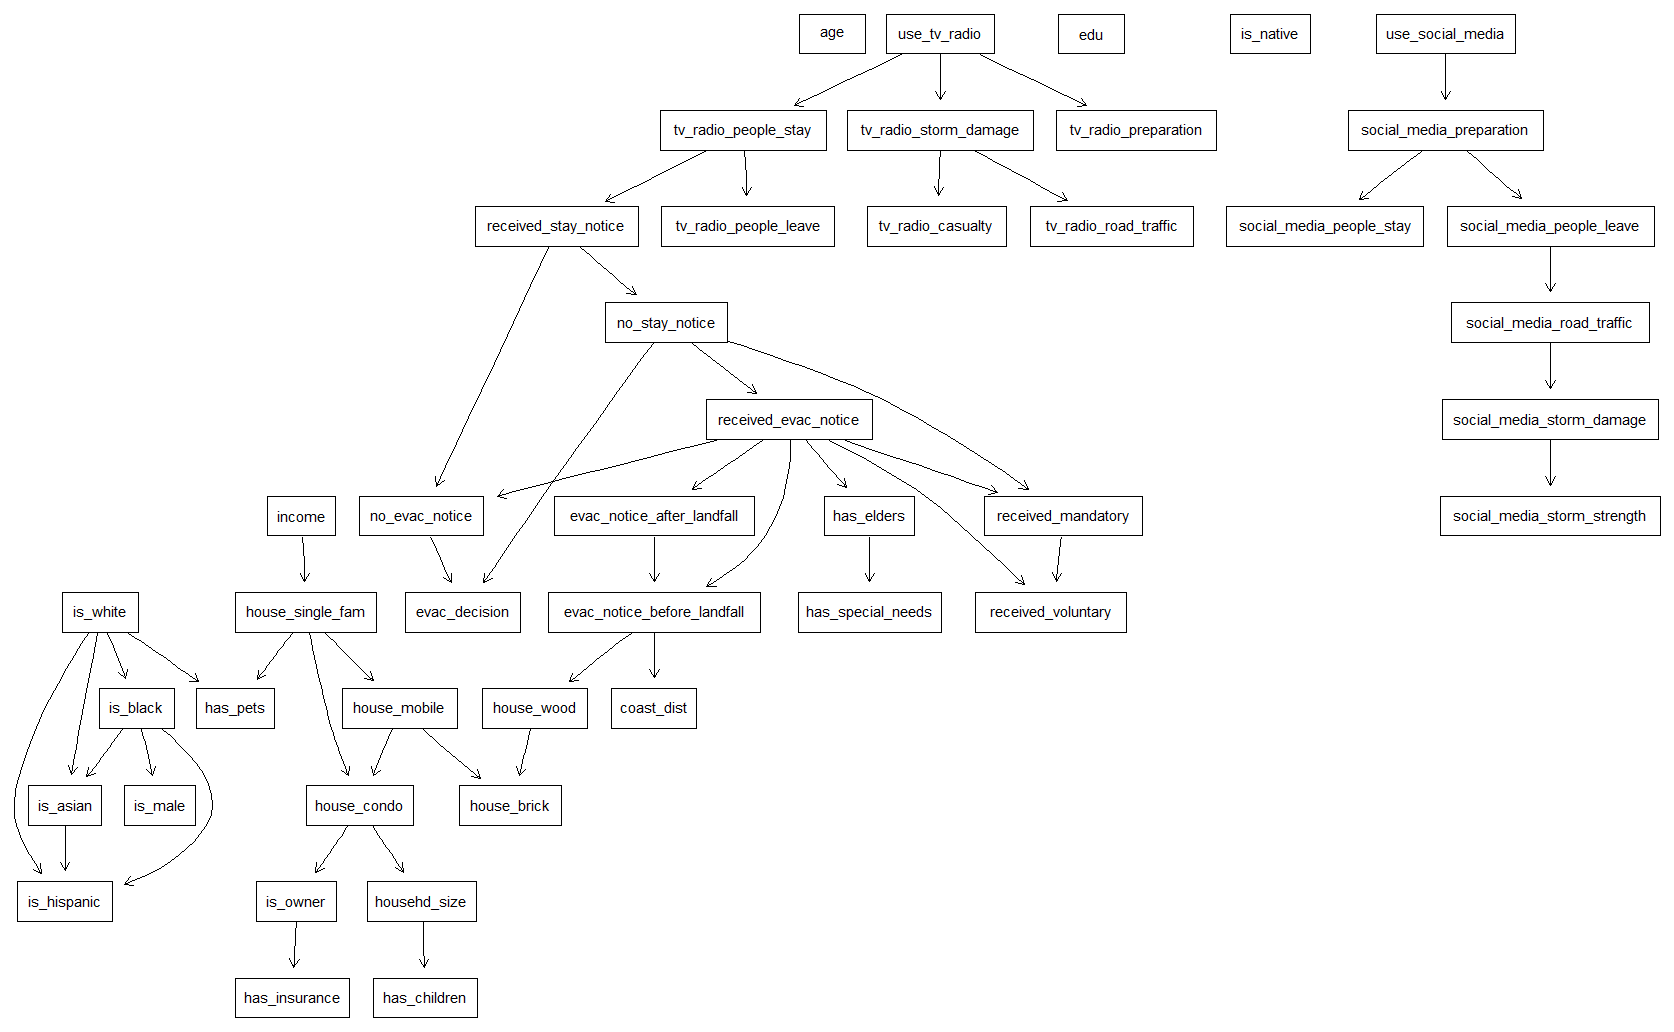 age
use_tv_radio
edu
is_native
use_social_media
tv_radio_people_stay
tv_radio_storm_damage
tv_radio_preparation
social_media_preparation
received_stay_notice
tv_radio_people_leave
tv_radio_casualty
tv_radio_road_traffic
social_media_people_stay
social_media_people_leave
no_stay_notice
social_media_road_traffic
received_evac_notice
social_media_storm_damage
income
no_evac_notice
evac_notice_after_landfall
has_elders
received_mandatory
social_media_storm_strength
is_white
house_single_fam
evac_decision
evac_notice_before_landfall
has_special_needs
received_voluntary
is_black
has_pets
house_mobile
house_wood
coast_dist
is_asian
is_male
house_condo
house_brick
is_hispanic
is_owner
househd_size
has_insurance
has_children